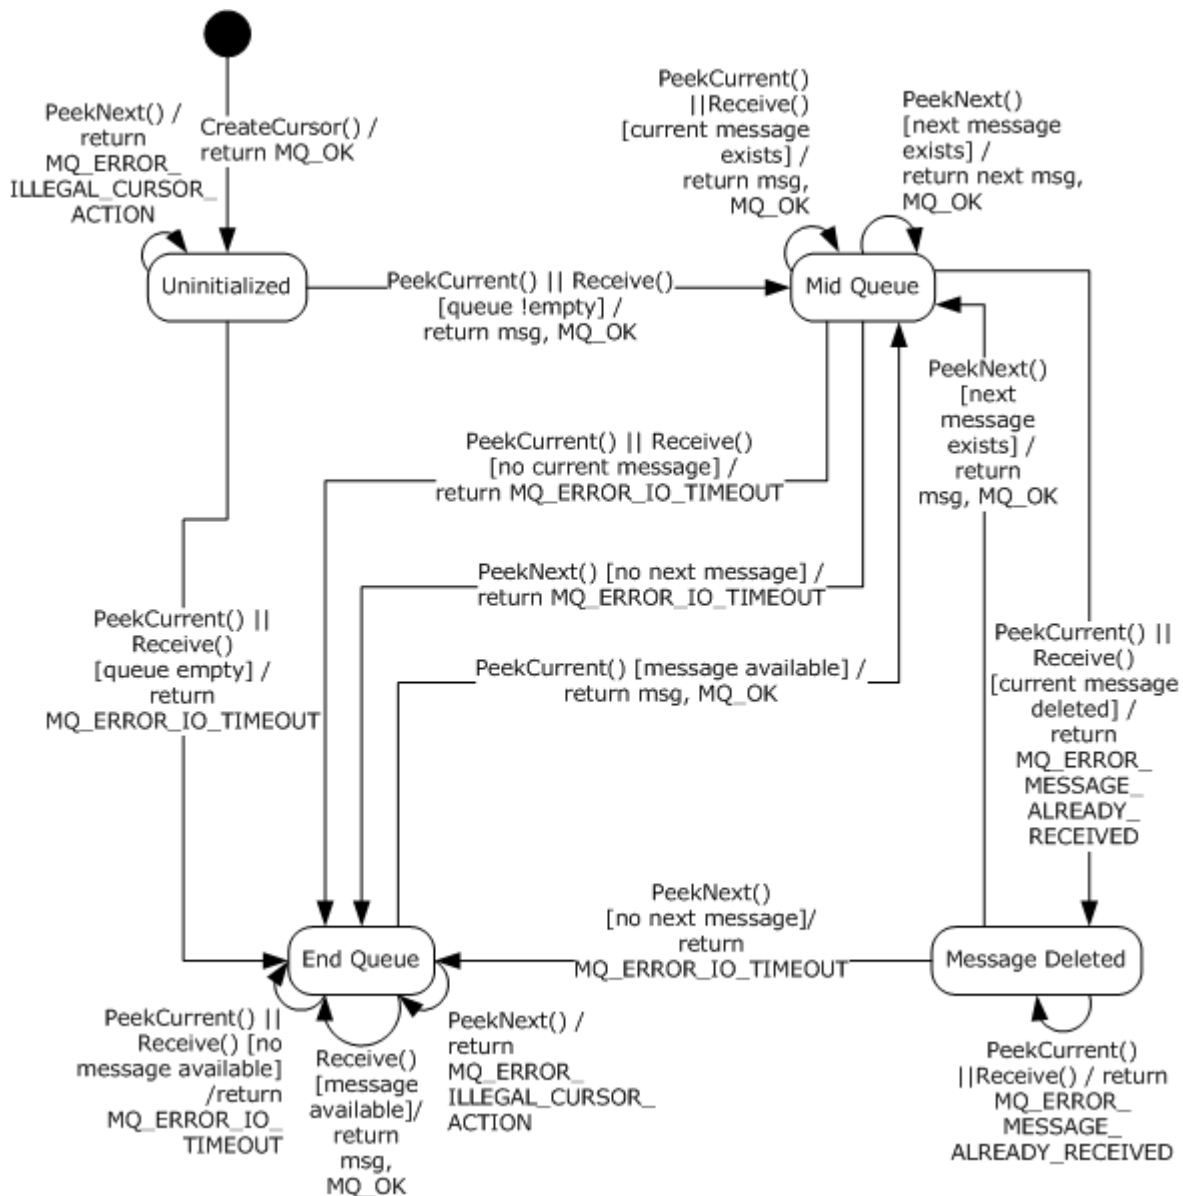 PeekNext() /
return
MQ_ERROR_
ILLEGAL_CURSOR_
ACTION
CreateCursor() /
return MQ_OK
PeekCurrent()
||Receive()
[current message
exists] /
return msg,
MQ_OK
PeekNext()
[next message
exists] /
return next msg,
MQ_OK
Uninitialized
PeekCurrent() || Receive()
[queue !empty] /
return msg, MQ_OK
Mid Queue
PeekNext()
[next
message
exists] /
return
msg, MQ_OK
PeekCurrent() || Receive()
[no current message] /
return MQ_ERROR_IO_TIMEOUT
PeekNext() [no next message] /
return MQ_ERROR_IO_TIMEOUT
PeekCurrent() ||
Receive()
[queue empty] /
return
MQ_ERROR_IO_TIMEOUT
PeekCurrent() [message available] /
return msg, MQ_OK
PeekCurrent() ||
Receive()
[current message
deleted] /
return
MQ_ERROR_
MESSAGE_
ALREADY_
RECEIVED
PeekNext()
[no next message]/
return
MQ_ERROR_IO_TIMEOUT
End Queue
Message Deleted
PeekCurrent() ||
Receive() [no
message available]
/return
MQ_ERROR_IO_
TIMEOUT
Receive()
[message
available]/
return
msg,
MQ_OK
PeekNext() /
return
MQ_ERROR_
ILLEGAL_CURSOR_
ACTION
PeekCurrent()
||Receive() / return
MQ_ERROR_
MESSAGE_
ALREADY_RECEIVED